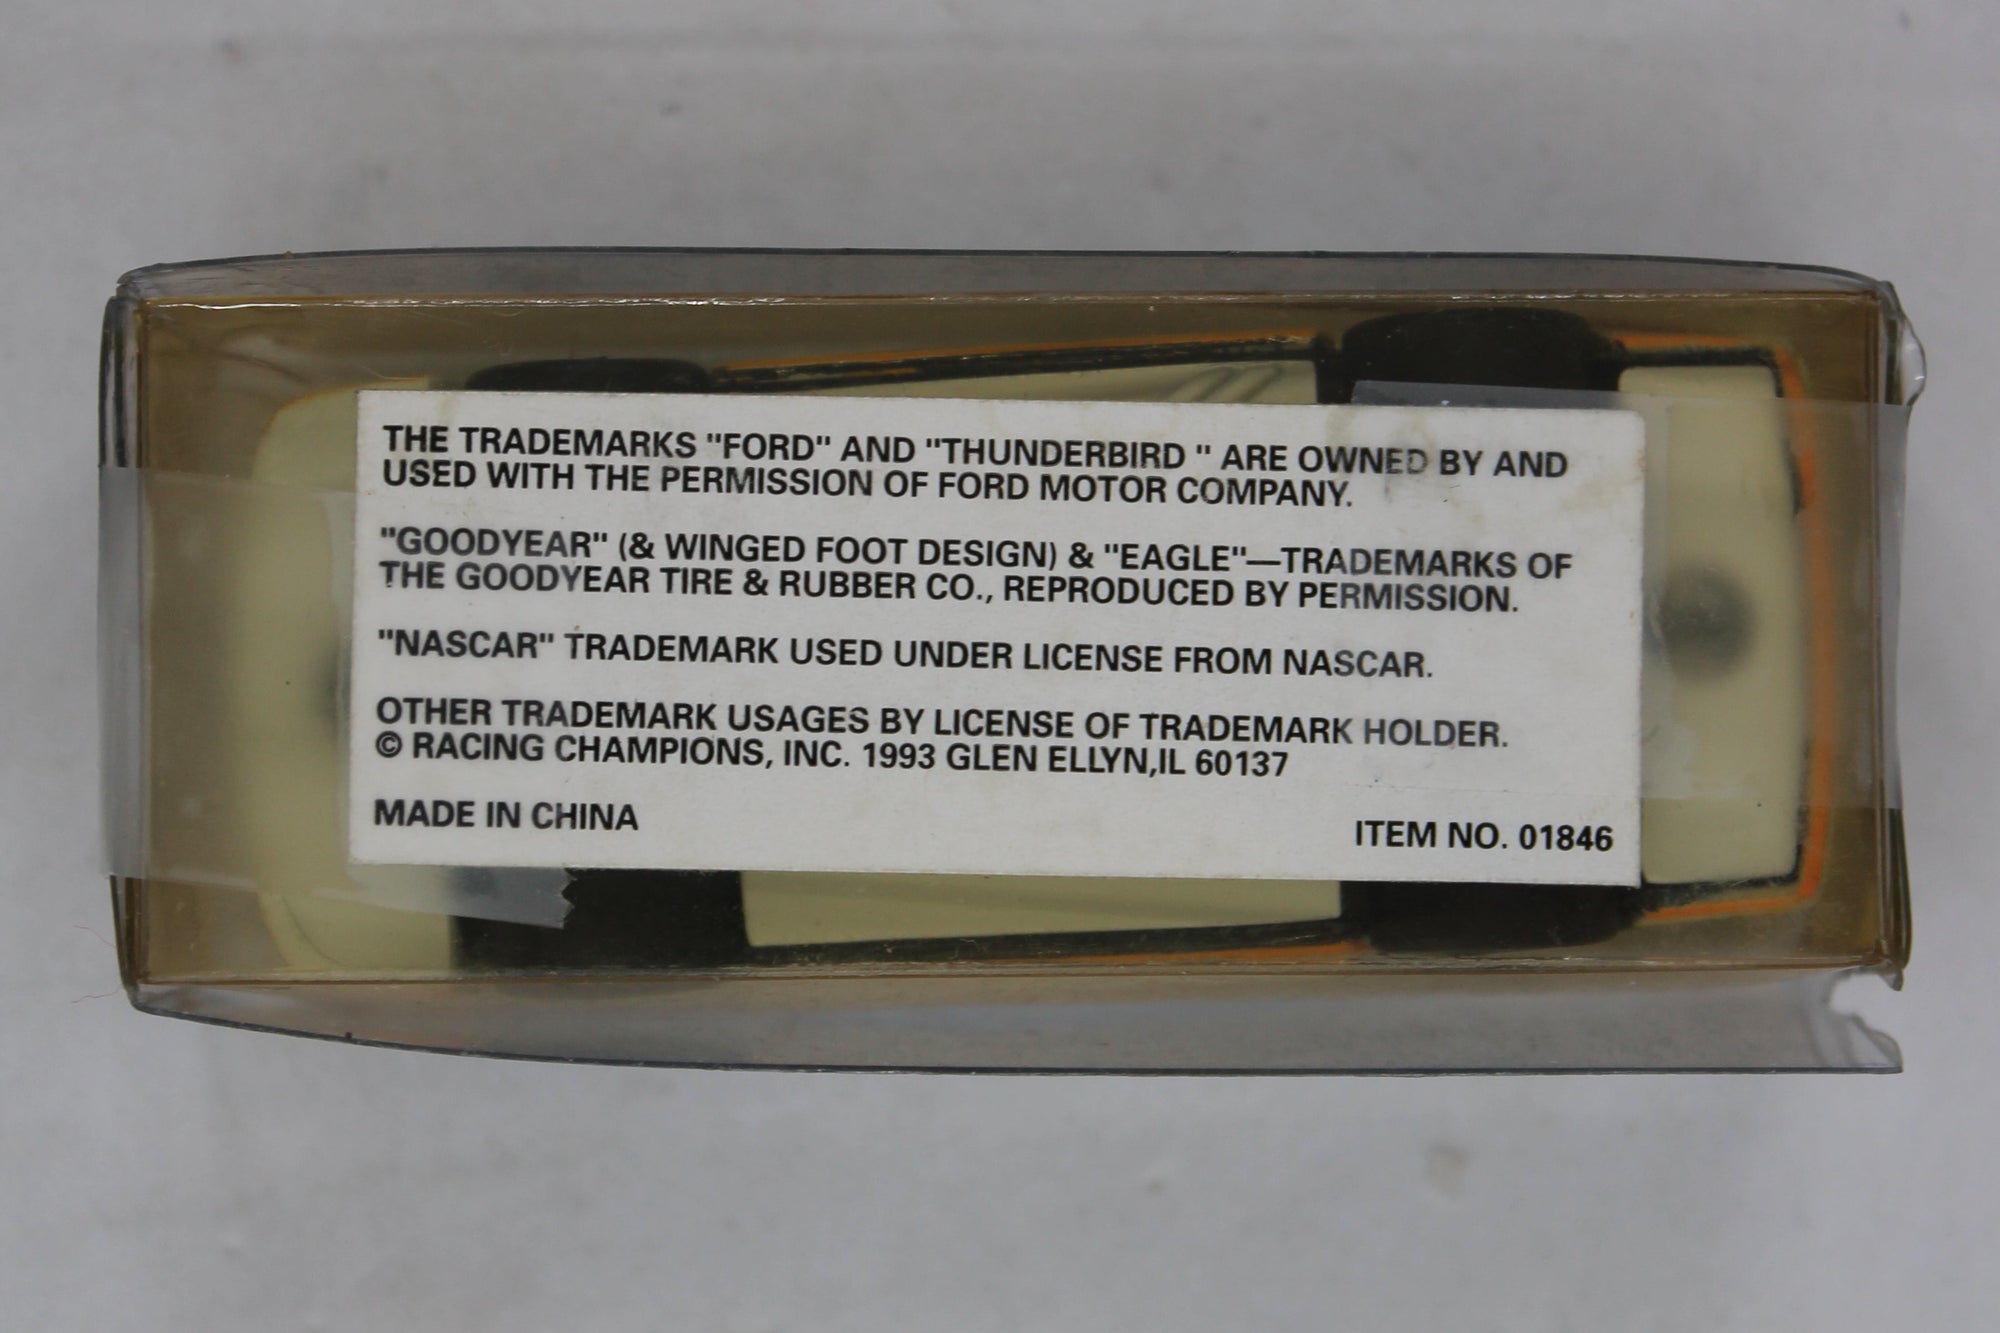 THE TRADEMARKS "FORD" AND "THUNDERBIRD " ARE OWNED BY AND
USED WITH THE PERMISSION OF FORD MOTOR COMPANY.
"GOODYEAR" (& WINGED FOOT DESIGN) & "EAGLE"—TRADEMARKS OF
THE GOODYEAR TIRE & RUBBER CO., REPRODUCED BY PERMISSION.
"NASCAR" TRADEMARK USED UNDER LICENSE FROM NASCAR.
OTHER TRADEMARK USAGES BY LICENSE OF TRADEMARK HOLDER.
© RACING CHAMPIONS, INC. 1993 GLEN ELLYN,IL 60137
MADE IN CHINA
ITEM NO. 01846